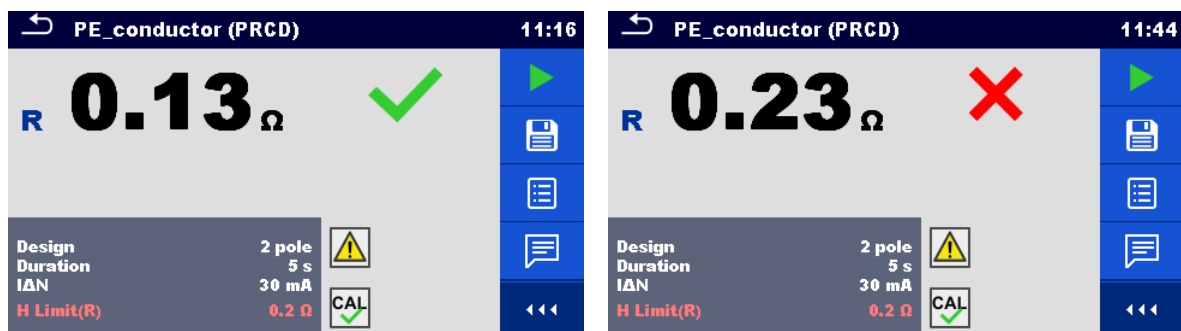 PE_conductor (PRCD) 11:16
R 0.13 Ω
Design 2 pole
Duration 5 s
IΔN 30 mA
H Limit(R) 0.2 Ω
CAL
PE_conductor (PRCD) 11:44
R 0.23 Ω
Design 2 pole
Duration 5 s
IΔN 30 mA
H Limit(R) 0.2 Ω
CAL